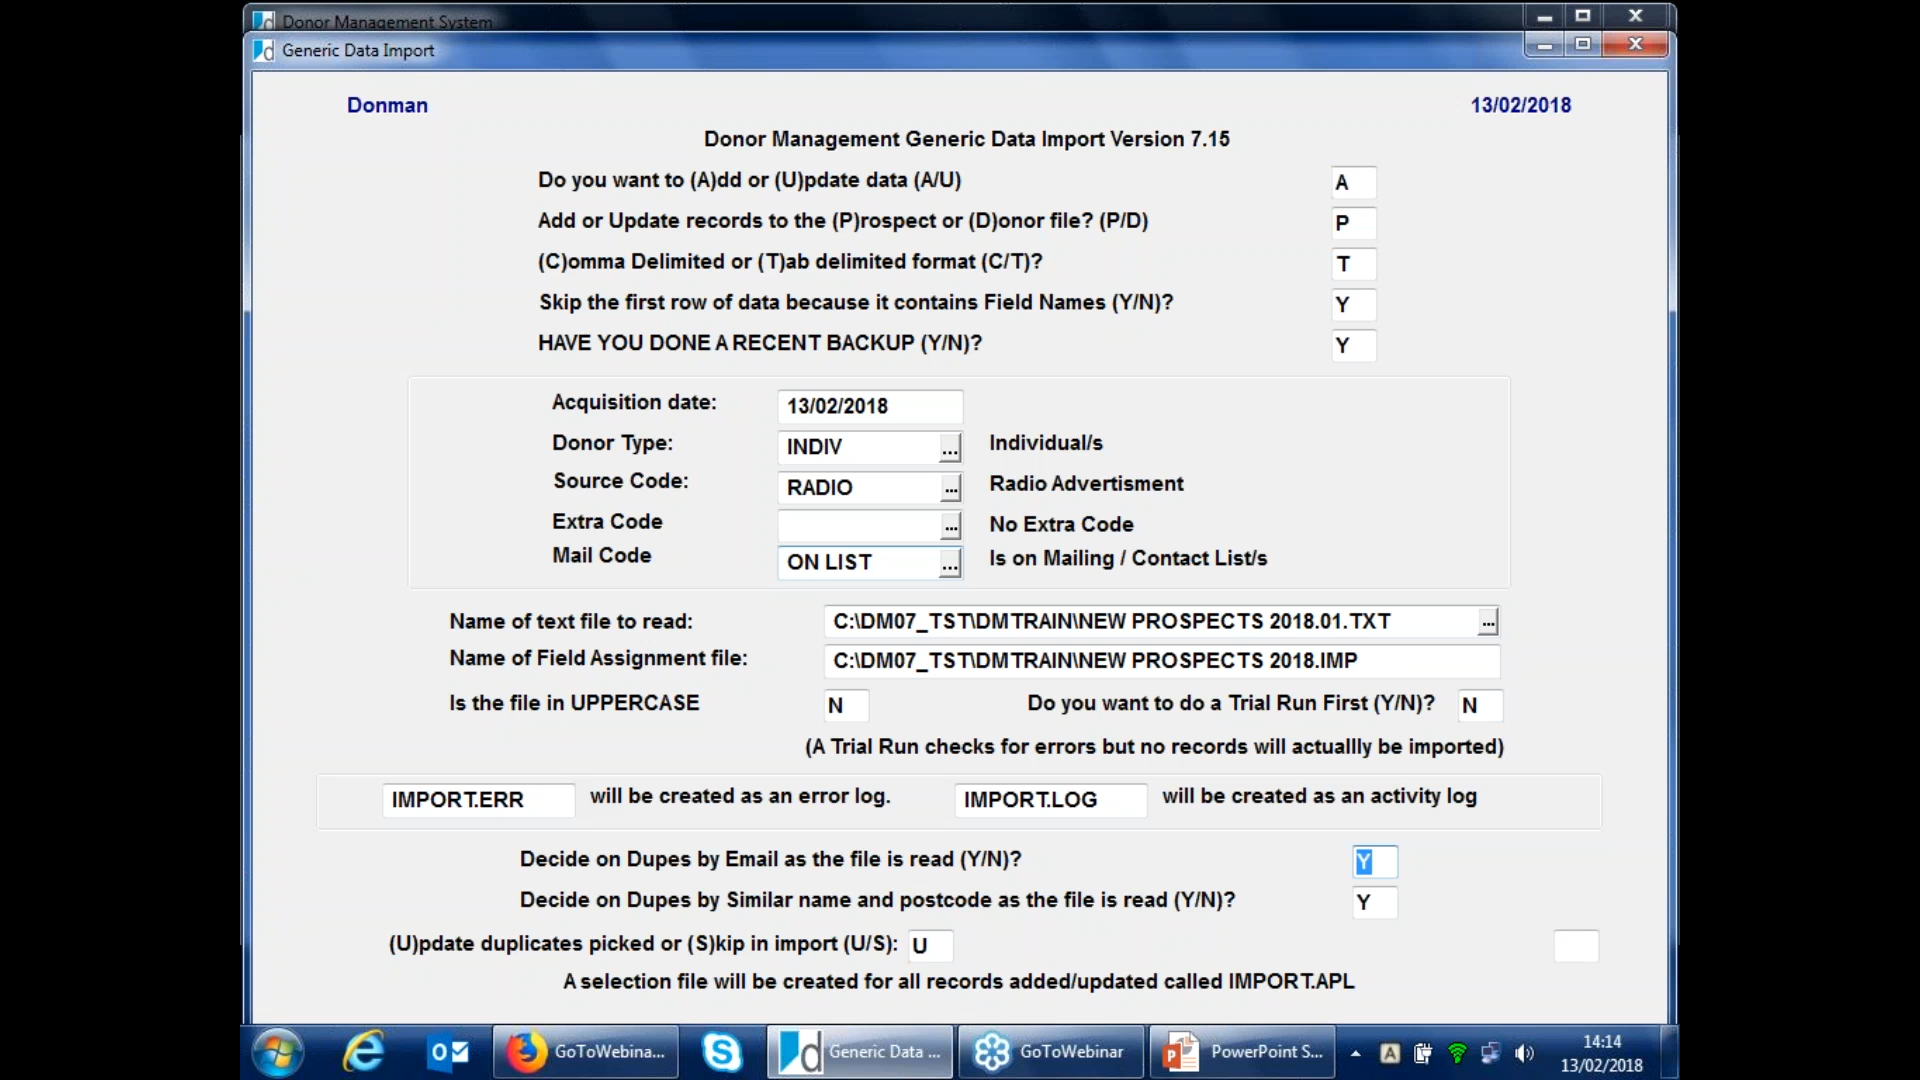 Donor Management System
Generic Data Import
Donman 13/02/2018
Donor Management Generic Data Import Version 7.15
Do you want to (A)dd or (U)pdate data (A/U) A
Add or Update records to the (P)rospect or (D)onor file? (P/D) P
(C)omma Delimited or (T)ab delimited format (C/T)? T
Skip the first row of data because it contains Field Names (Y/N)? Y
HAVE YOU DONE A RECENT BACKUP (Y/N)? Y
Acquisition date: 13/02/2018
Donor Type: INDIV ... Individual/s
Source Code: RADIO ... Radio Advertisment
Extra Code ... No Extra Code
Mail Code ON LIST ... Is on Mailing / Contact List/s
Name of text file to read: C:\DM07_TST\DMTRAIN\NEW PROSPECTS 2018.01.TXT ...
Name of Field Assignment file: C:\DM07_TST\DMTRAIN\NEW PROSPECTS 2018.IMP
Is the file in UPPERCASE N Do you want to do a Trial Run First (Y/N)? N
(A Trial Run checks for errors but no records will actuallly be imported)
IMPORT.ERR will be created as an error log. IMPORT.LOG will be created as an activity log
Decide on Dupes by Email as the file is read (Y/N)? Y
Decide on Dupes by Similar name and postcode as the file is read (Y/N)? Y
(U)pdate duplicates picked or (S)kip in import (U/S): U
A selection file will be created for all records added/updated called IMPORT.APL
GoToWebina... Generic Data ... GoToWebinar PowerPoint S... A 14:14
13/02/2018